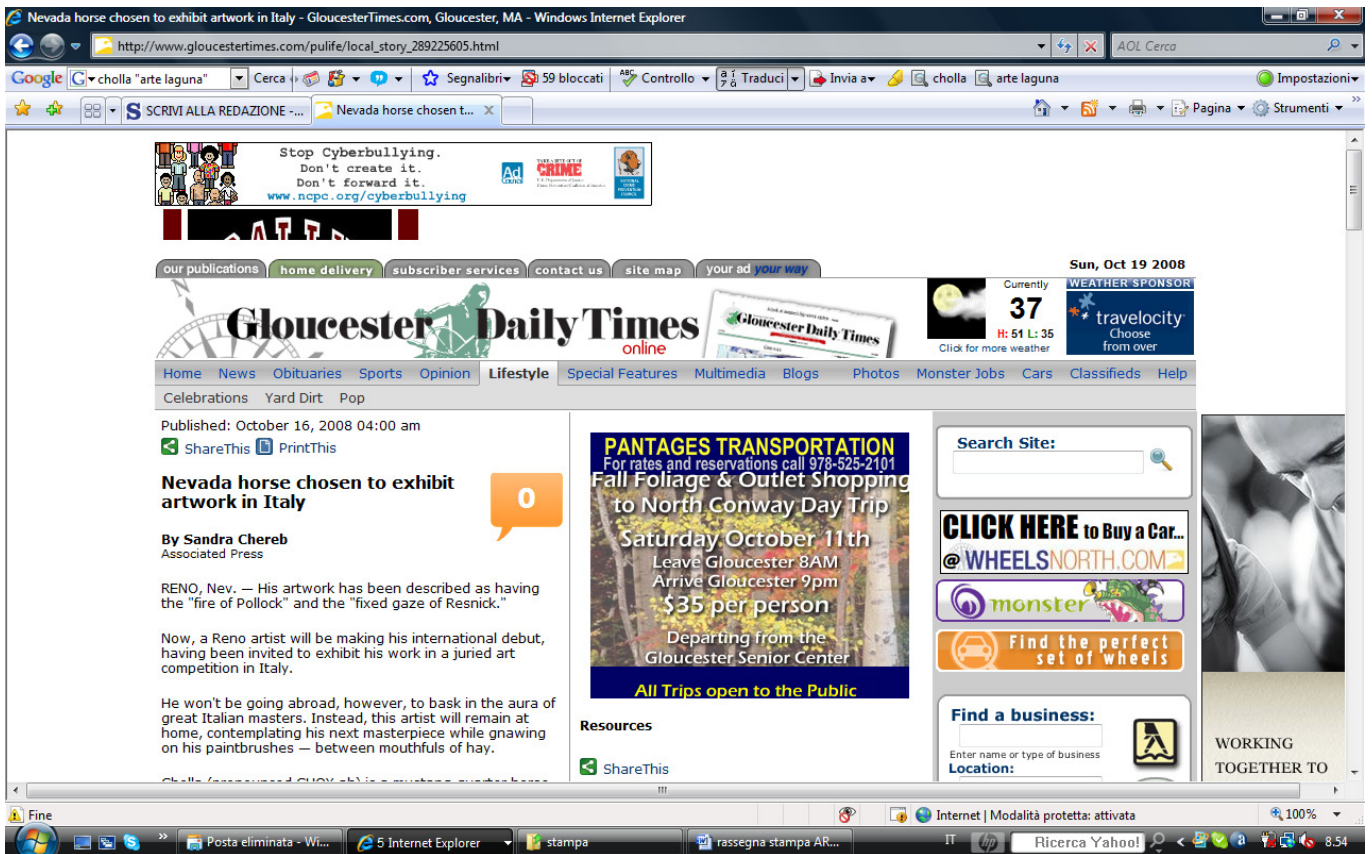 Nevada horse chosen to exhibit artwork in Italy - GloucesterTimes.com, Gloucester, MA - Windows Internet Explorer
http://www.gloucestertimes.com/pulife/local_story_289225605.html
AOL Cerca
Google
cholla "arte laguna"
Cerca
Segnalibri
59 bloccati
Controllo
Traduci
Invia a
cholla
arte laguna
Impostazioni
SCRIVI ALLA REDAZIONE -...
Nevada horse chosen t...
Pagina
Strumenti
Stop Cyberbullying.
Don't create it.
Don't forward it.
www.ncpc.org/cyberbullying
Ad
Council
CRIME
our publications
home delivery
subscriber services
contact us
site map
your ad your way
Sun, Oct 19 2008
Gloucester Daily Times
online
Gloucester Daily Times
Currently
37
H: 51 L: 35
Click for more weather
WEATHER SPONSOR
travelocity
Choose
from over
Home News Obituaries Sports Opinion Lifestyle Special Features Multimedia Blogs Photos Monster Jobs Cars Classifieds Help
Celebrations Yard Dirt Pop
Published: October 16, 2008 04:00 am
ShareThis PrintThis
Nevada horse chosen to exhibit
artwork in Italy
0
By Sandra Chereb
Associated Press
RENO, Nev. — His artwork has been described as having
the "fire of Pollock" and the "fixed gaze of Resnick."
Now, a Reno artist will be making his international debut,
having been invited to exhibit his work in a juried art
competition in Italy.
He won't be going abroad, however, to bask in the aura of
great Italian masters. Instead, this artist will remain at
home, contemplating his next masterpiece while gnawing
on his paintbrushes — between mouthfuls of hay.
PANTAGES TRANSPORTATION
For rates and reservations call 978-525-2101
Fall Foliage & Outlet Shopping
to North Conway Day Trip
Saturday October 11th
Leave Gloucester 8AM
Arrive Gloucester 9pm
$35 per person
Departing from the
Gloucester Senior Center
All Trips open to the Public
Resources
ShareThis
Search Site:
CLICK HERE to Buy a Car...
@ WHEELSNORTH.COM
monster
Find the perfect
set of wheels
Find a business:
Enter name or type of business
Location:
WORKING
TOGETHER TO
Fine
Internet | Modalità protetta: attivata
100%
Posta eliminata - Wi...
5 Internet Explorer
stampa
rassegna stampa AR...
IT
hp
Ricerca Yahoo!
8.54